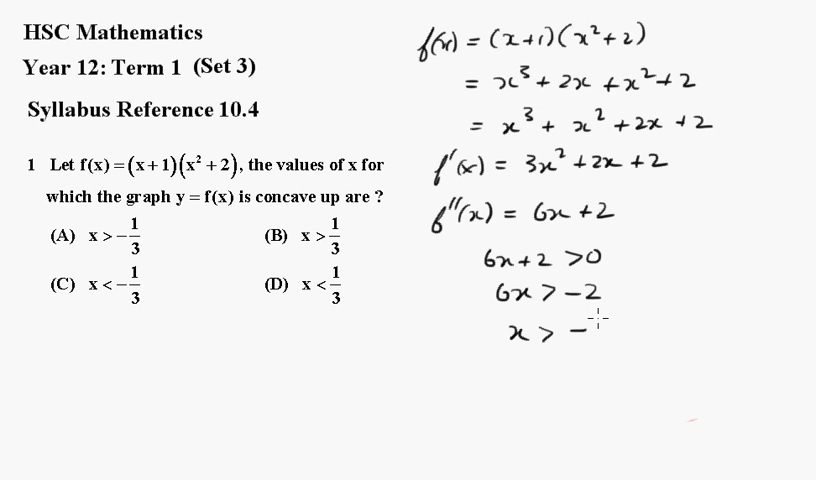 HSC Mathematics
Year 12: Term 1 (Set 3)
Syllabus Reference 10.4
1 Let f(x) = (x+1)(x² + 2), the values of x for
which the graph y = f(x) is concave up are ?
(A) x > -1/3 (B) x > 1/3
(C) x < -1/3 (D) x < 1/3
f(x) = (x+1)(x² + 2)
= x³ + 2x + x² + 2
= x³ + x² + 2x + 2
f'(x) = 3x² + 2x + 2
f''(x) = 6x + 2
6x + 2 > 0
6x > -2
x > -